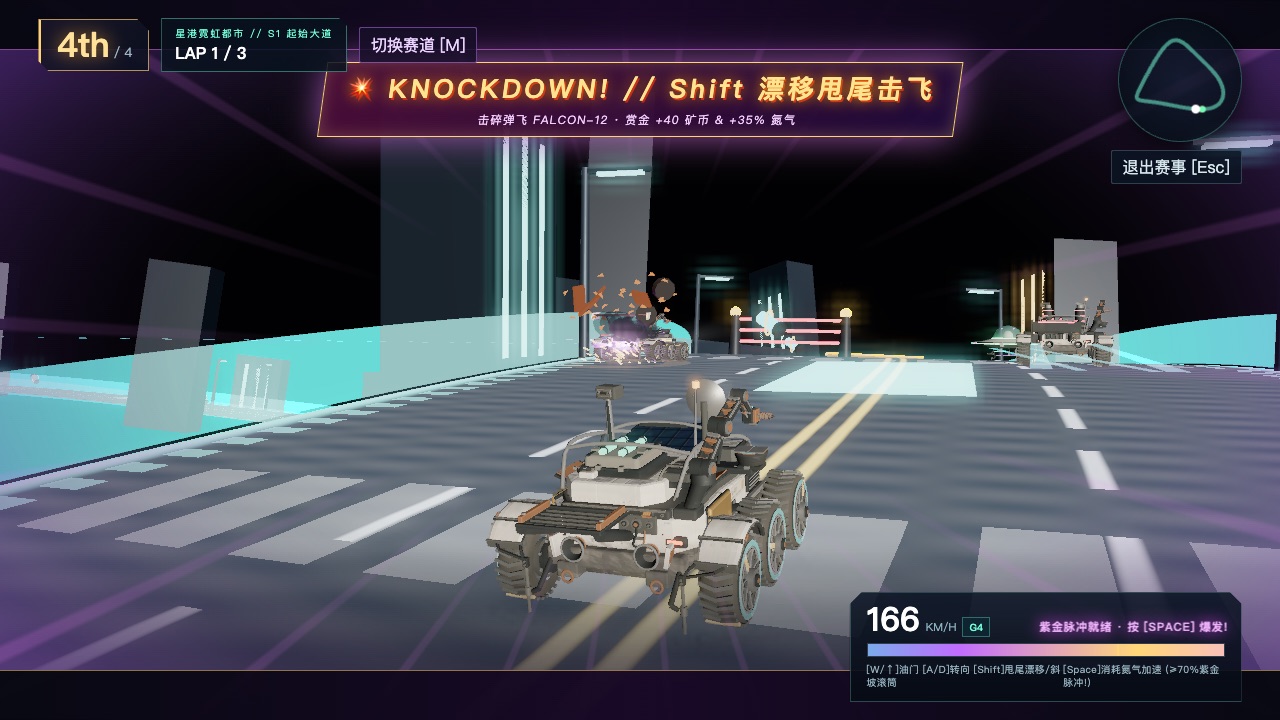 4th / 4
星港霓虹都市 // S1 起始大道
LAP 1 / 3
切换赛道 [M]
KNOCKDOWN! // Shift 漂移甩尾击飞
击碎弹飞 FALCON-12 · 赏金 +40 矿币 & +35% 氮气
退出赛事 [Esc]
166 KM/H G4
紫金脉冲就绪 · 按 [SPACE] 爆发!
[W/↑]油门 [A/D]转向 [Shift]甩尾漂移/斜坡滚筒
[Space]消耗氮气加速 (≥70%紫金脉冲!)